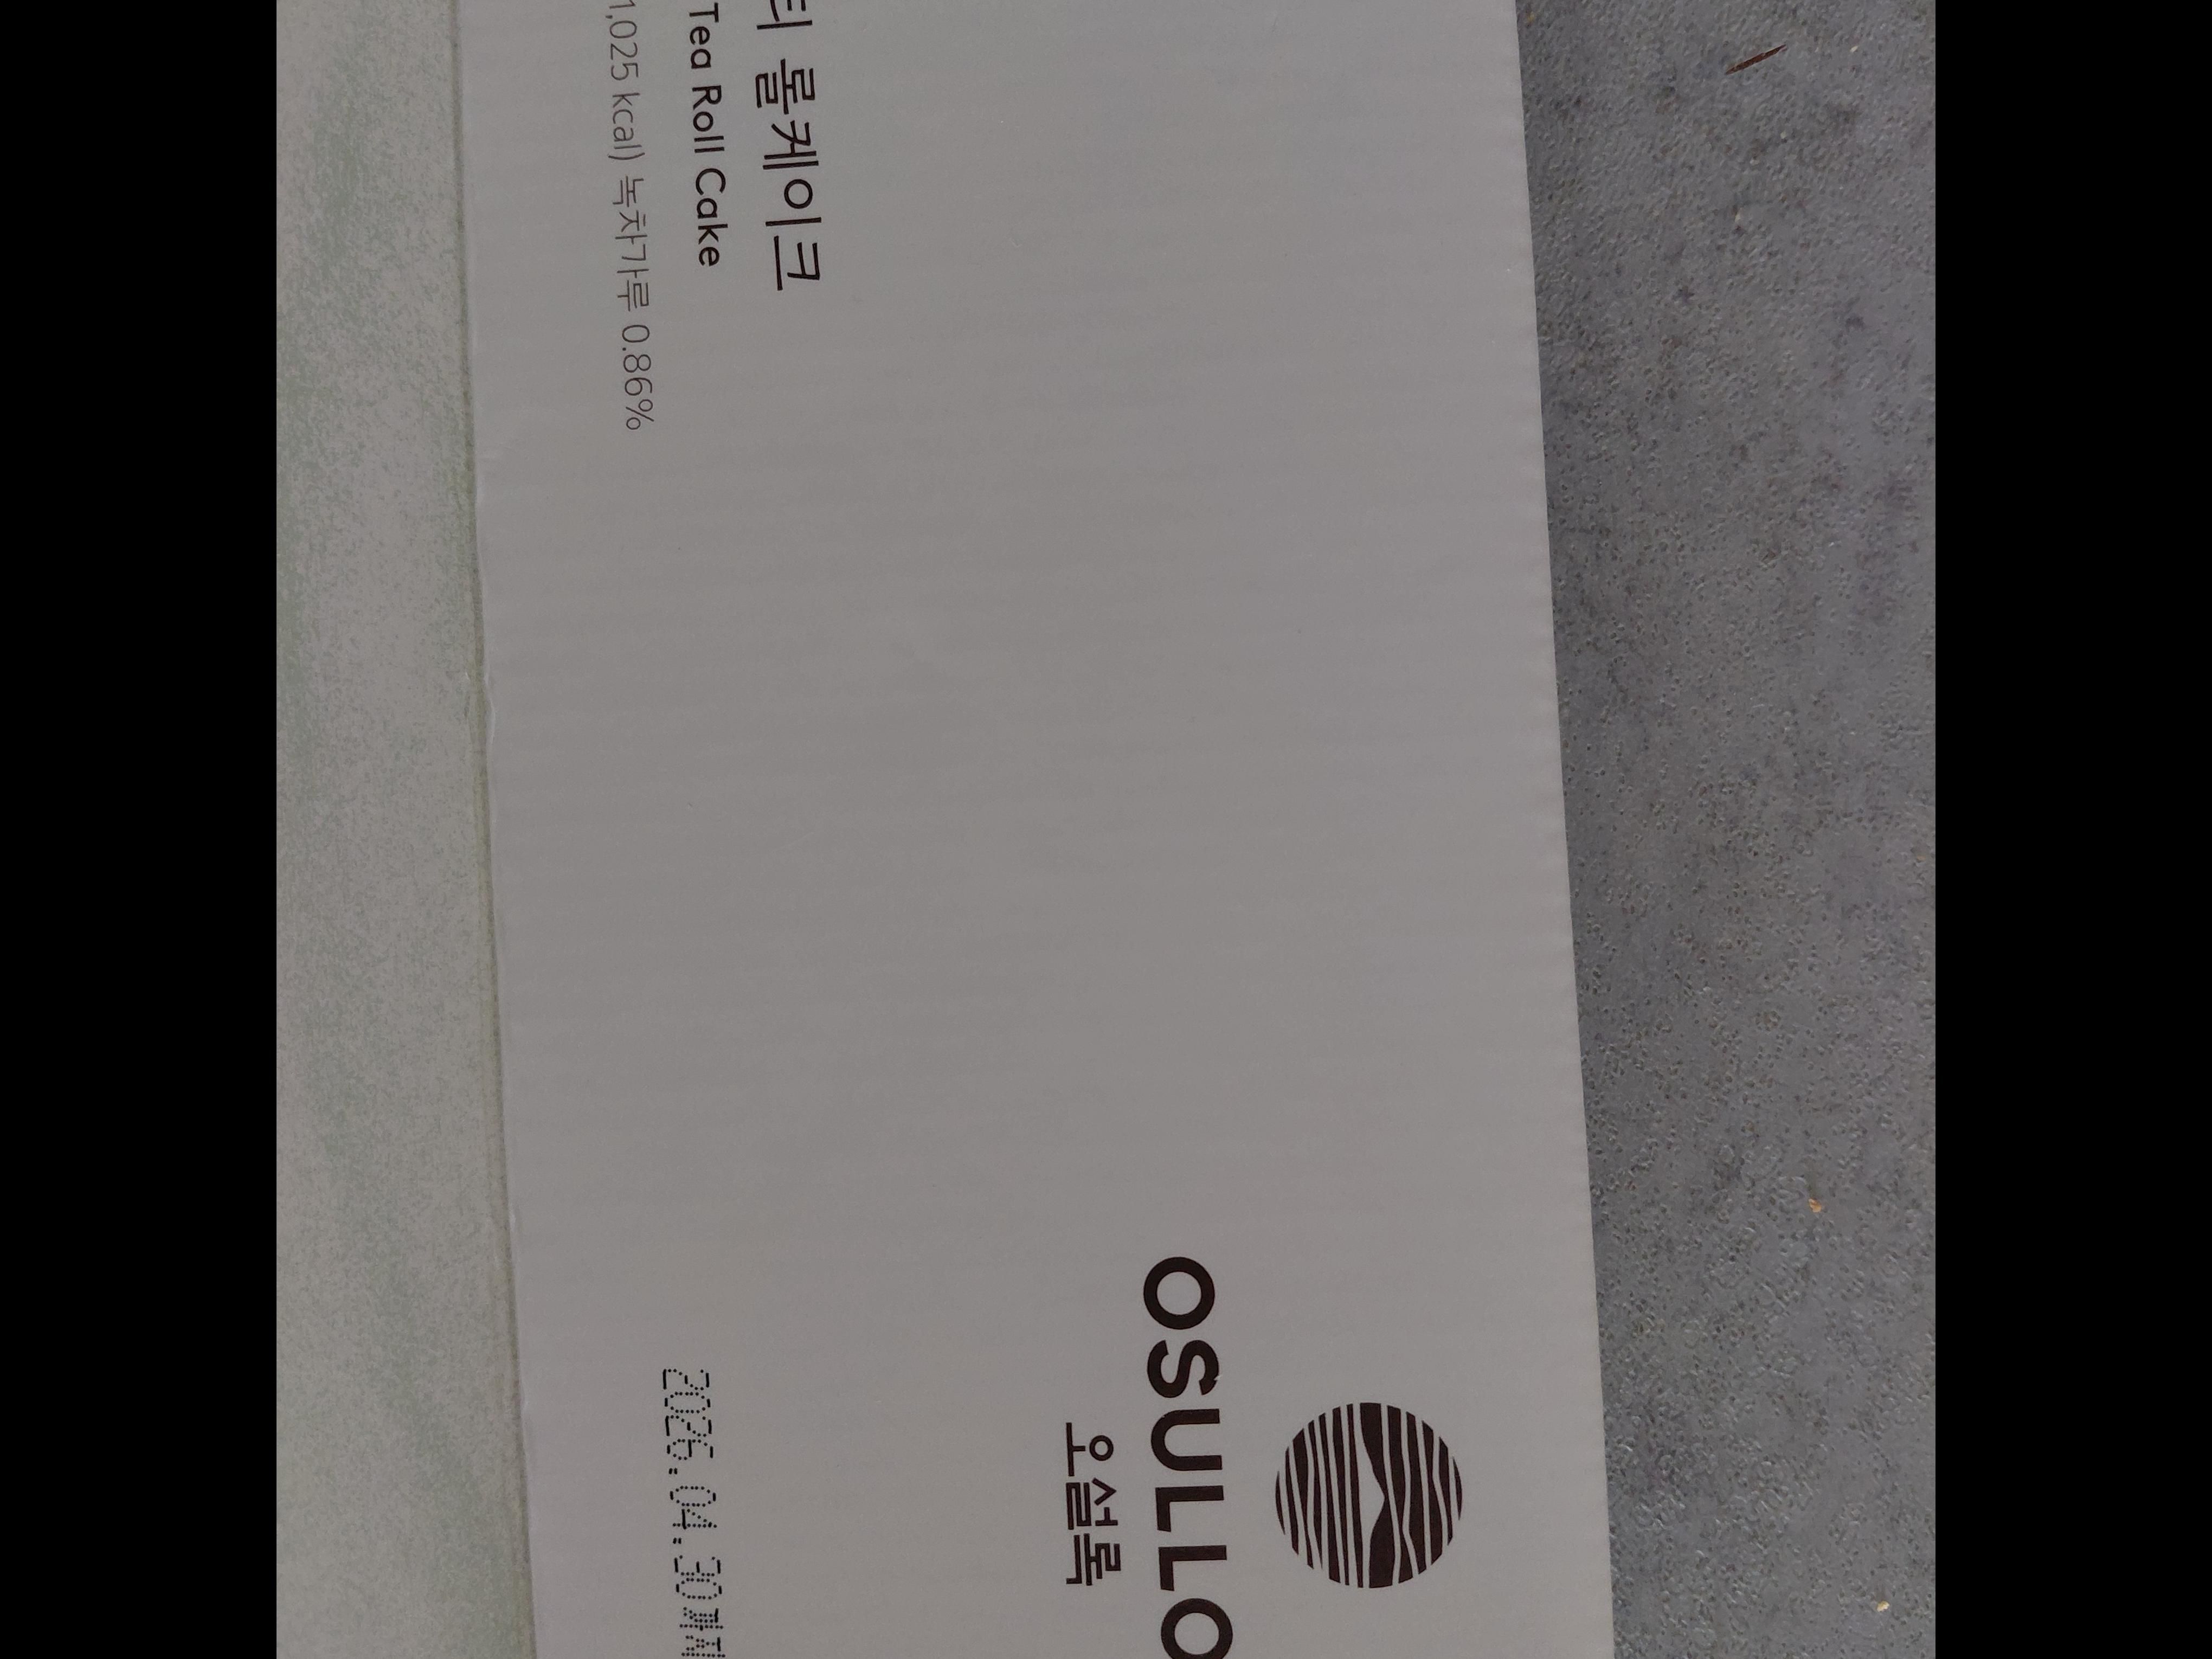 티 롤케이크
Tea Roll Cake
1,025 kcal) 녹차가루 0.86%
OSULLO
오설록
2026.04.30까지